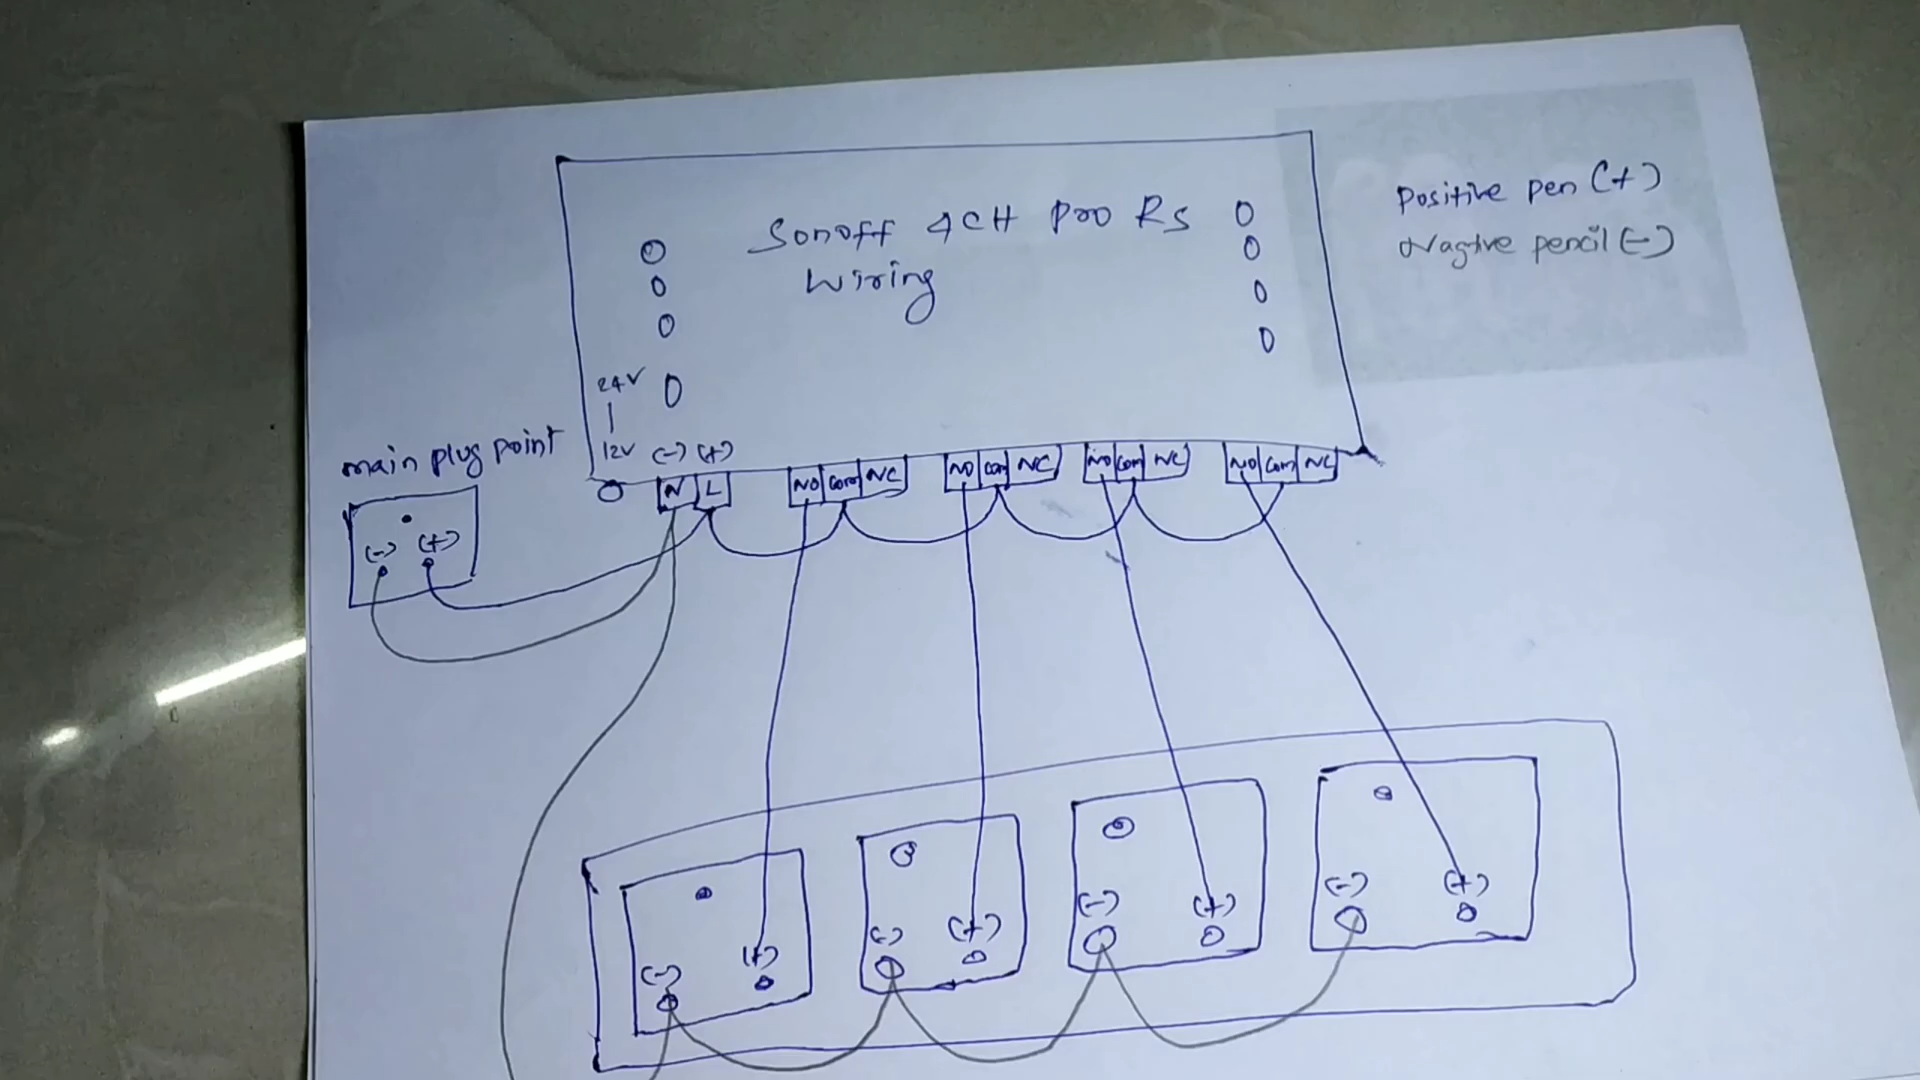 Sonoff 4CH Pro RS
Wiring
Positive pen (+)
Nagtive pencil (-)
24V
12V
(-) (+)
main plug point
N L
NO Com NC
NO Com NC
NO Com NC
NO Com NC
(-) (+)
(-) (+)
(-) (+)
(-) (+)
(-) (+)